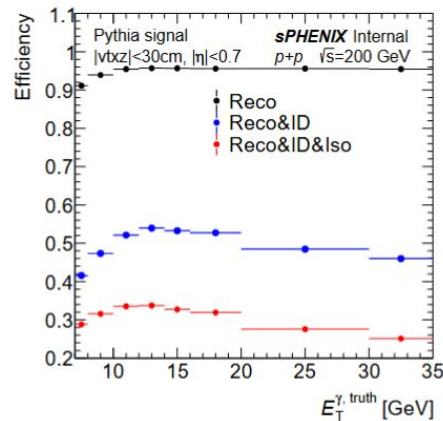 1.1
1
0.9
0.8
0.7
0.6
0.5
0.4
0.3
0.2
Efficiency
Pythia signal
|vtxz|<30cm, |η|<0.7
sPHENIX Internal
p+p √s=200 GeV
Reco
Reco&ID
Reco&ID&Iso
10 15 20 25 30 35
E_T^{γ, truth} [GeV]